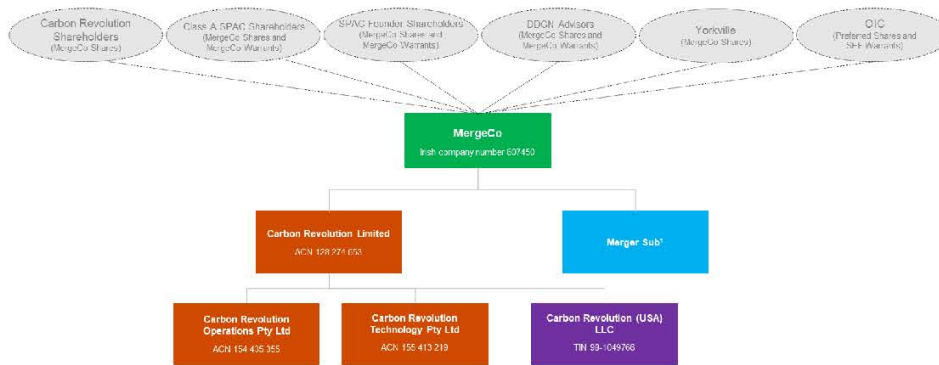 Carbon Revolution
Shareholders
(MergeCo Shares)
Class A SPAC Shareholders
(MergeCo Shares and
MergeCo Warrants)
SPAC Founder Shareholders
(MergeCo Shares and
MergeCo Warrants)
DDGN Advisors
(MergeCo Shares and
MergeCo Warrants)
Yorkville
(MergeCo Shares)
OIC
(Preferred Shares and
SEE Warrants)
MergeCo
Irish company number 607450
Carbon Revolution Limited
ACN 128 274 653
Merger Sub¹
Carbon Revolution
Operations Pty Ltd
ACN 154 435 355
Carbon Revolution
Technology Pty Ltd
ACN 155 413 219
Carbon Revolution (USA)
LLC
TIN 99-1049766